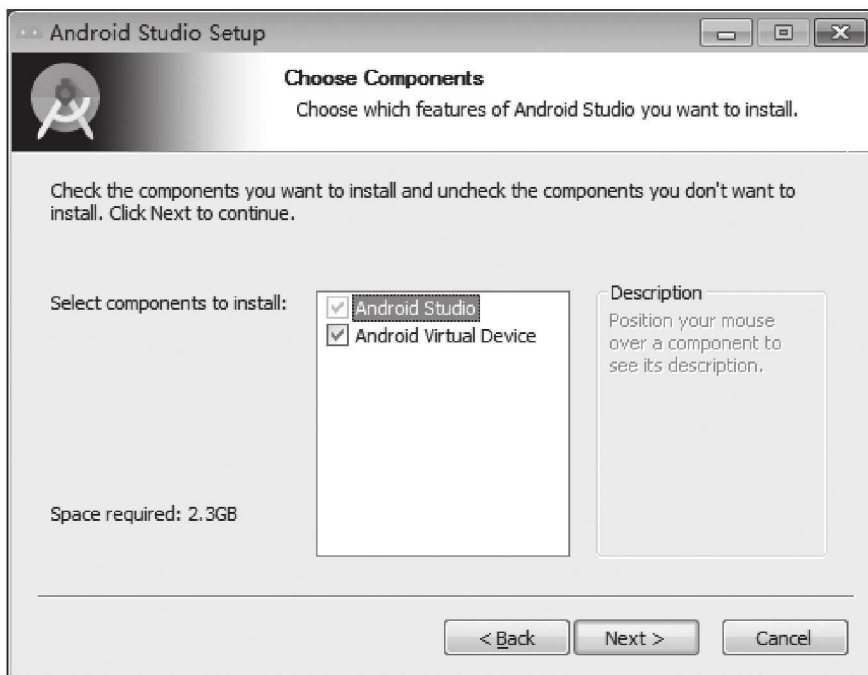 Android Studio Setup
Choose Components
Choose which features of Android Studio you want to install.
Check the components you want to install and uncheck the components you don't want to
install. Click Next to continue.
Select components to install:
Android Studio
Android Virtual Device
Description
Position your mouse
over a component to
see its description.
Space required: 2.3GB
< Back
Next >
Cancel